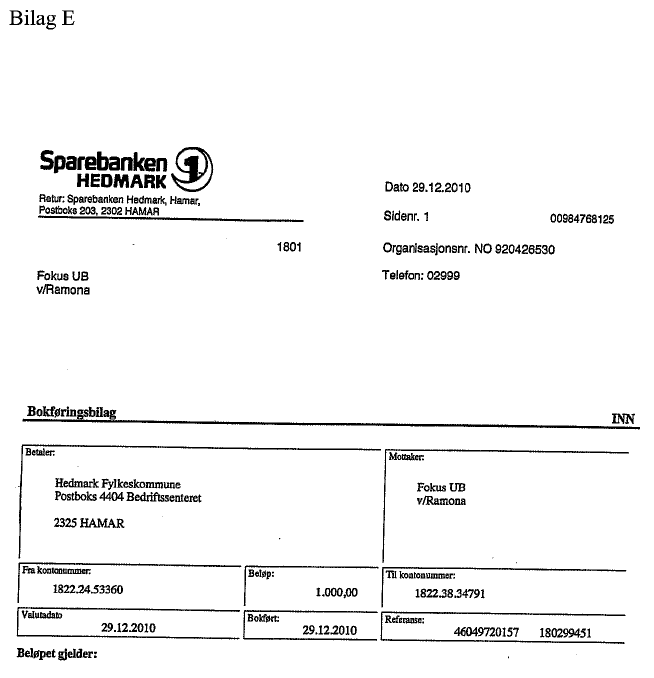 Bilag E
Sparebanken 1
HEDMARK
Retur: Sparebanken Hedmark, Hamar,
Postboks 203, 2302 HAMAR
Dato 29.12.2010
Sidenr. 1 00984768125
1801
Organisasjonsnr. NO 920426530
Fokus UB
v/Ramona
Telefon: 02999
Bokføringsbilag INN
Betaler:
Hedmark Fylkeskommune
Postboks 4404 Bedriftssenteret
2325 HAMAR
Mottaker:
Fokus UB
v/Ramona
Fra kontonummer:
1822.24.53360
Beløp:
1.000,00
Til kontonummer:
1822.38.34791
Valutadato
29.12.2010
Bokført:
29.12.2010
Referanse:
46049720157 180299451
Beløpet gjelder: